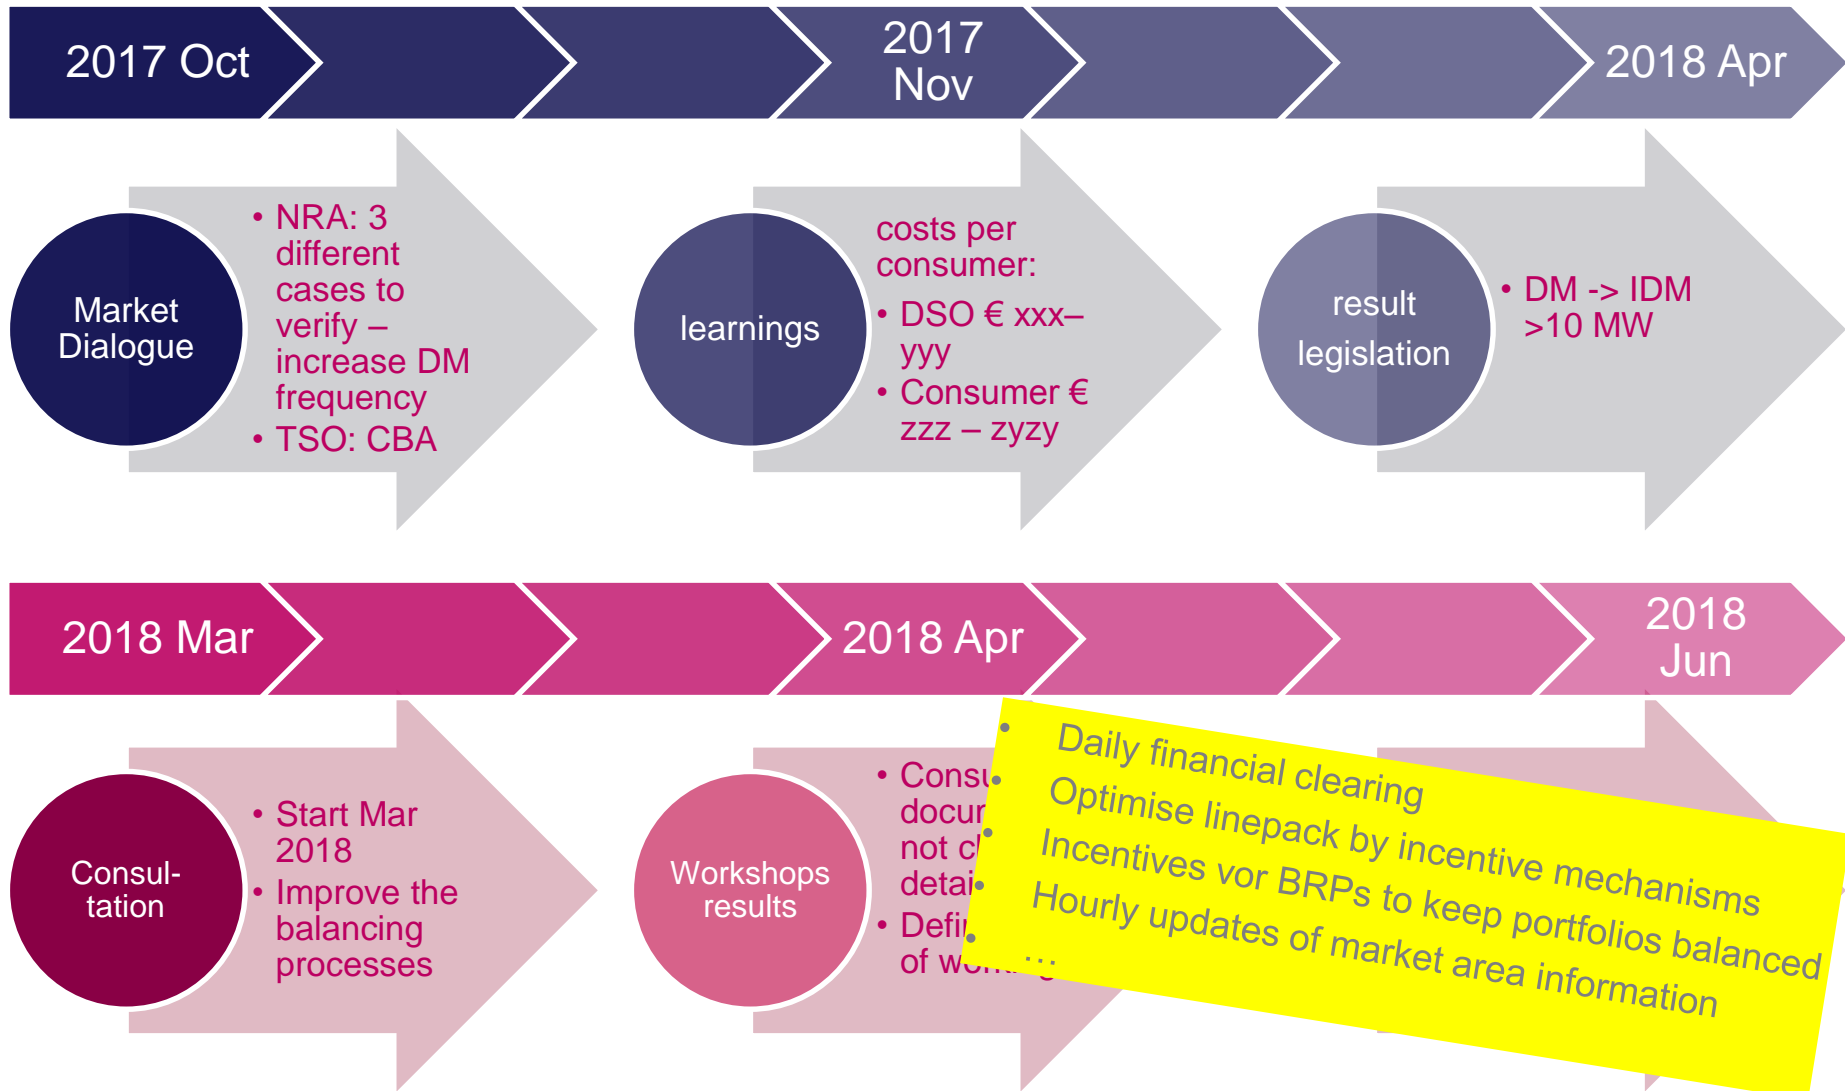 2017 Oct
2017
Nov
2018 Apr
Market
Dialogue
• NRA: 3
different
cases to
verify –
increase DM
frequency
• TSO: CBA
learnings
costs per
consumer:
• DSO € xxx–
yyy
• Consumer €
zzz – zyzy
result
legislation
• DM -> IDM
>10 MW
2018 Mar
2018 Apr
2018
Jun
Consul-
tation
• Start Mar
2018
• Improve the
balancing
processes
Workshops
results
•
not
•
of
• Daily financial clearing
• Optimise linepack by incentive mechanisms
• Incentives vor BRPs to keep portfolios balanced
• Hourly updates of market area information
• …